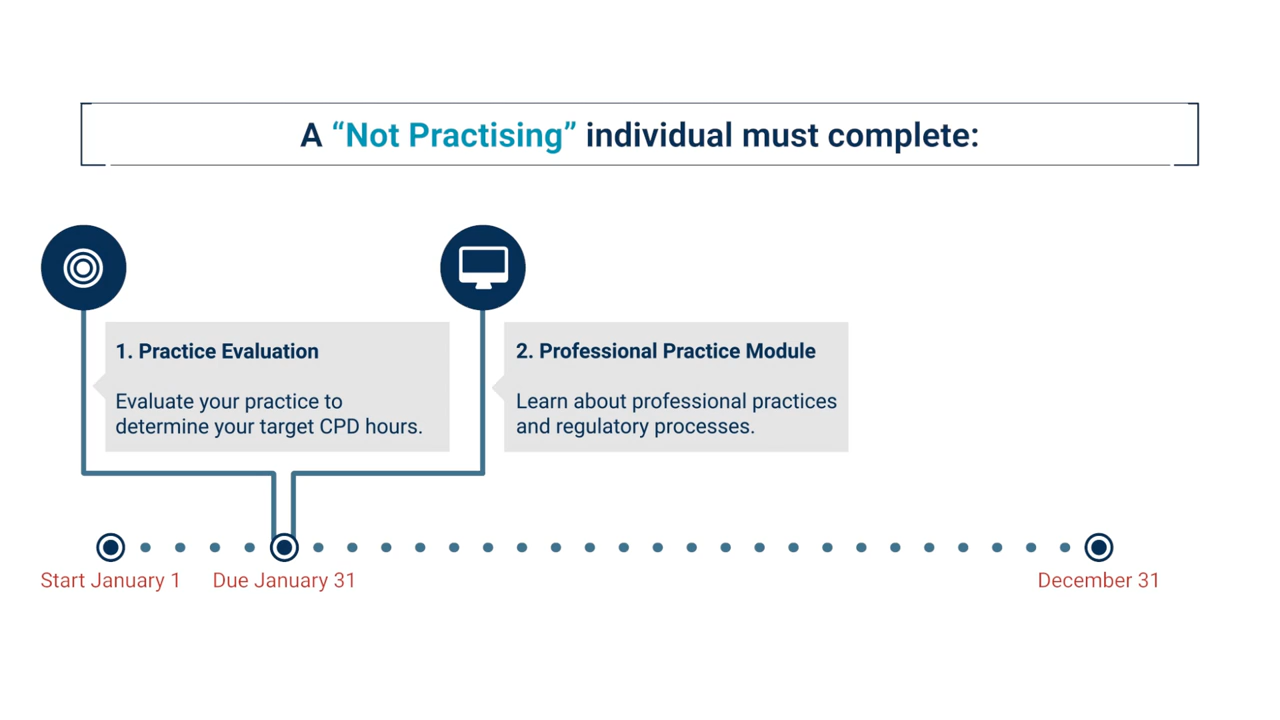 A “Not Practising” individual must complete:
1. Practice Evaluation
Evaluate your practice to
determine your target CPD hours.
2. Professional Practice Module
Learn about professional practices
and regulatory processes.
Start January 1
Due January 31
December 31